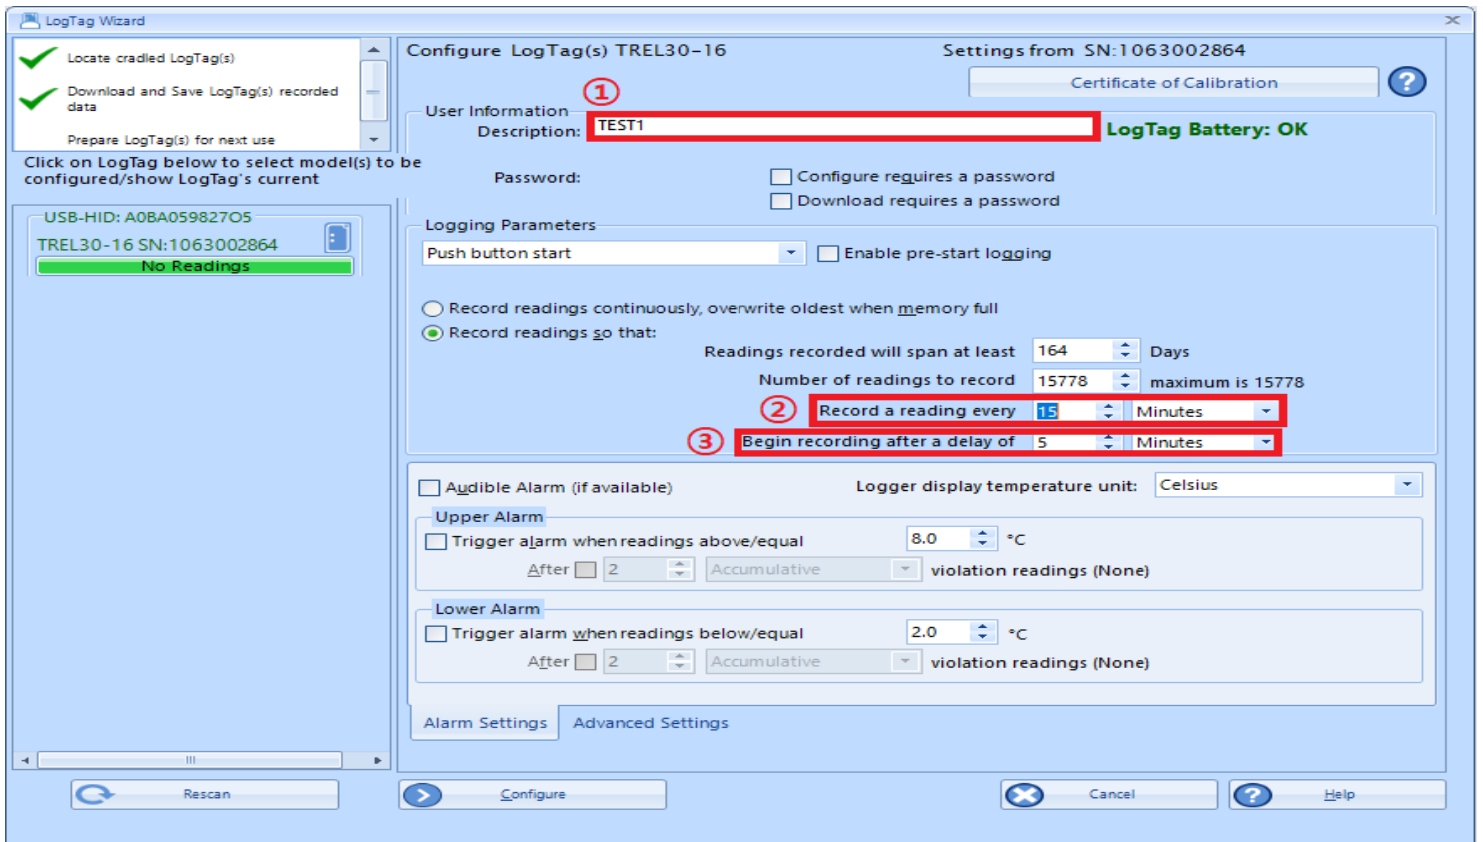 LogTag Wizard
Locate cradled LogTag(s)
Download and Save LogTag(s) recorded
data
Prepare LogTag(s) for next use
Click on LogTag below to select model(s) to be
configured/show LogTag's current
USB-HID: A0BA059827O5
TREL30-16 SN:1063002864
No Readings
Configure LogTag(s) TREL30-16
Settings from SN:1063002864
Certificate of Calibration
①
User Information
Description: TEST1
LogTag Battery: OK
Password:
Configure requires a password
Download requires a password
Logging Parameters
Push button start
Enable pre-start logging
Record readings continuously, overwrite oldest when memory full
Record readings so that:
Readings recorded will span at least 164 Days
Number of readings to record 15778 maximum is 15778
② Record a reading every 15 Minutes
③ Begin recording after a delay of 5 Minutes
Audible Alarm (if available)
Logger display temperature unit: Celsius
Upper Alarm
Trigger alarm when readings above/equal 8.0 °C
After 2 Accumulative violation readings (None)
Lower Alarm
Trigger alarm when readings below/equal 2.0 °C
After 2 Accumulative violation readings (None)
Alarm Settings Advanced Settings
Rescan
Configure
Cancel
? Help